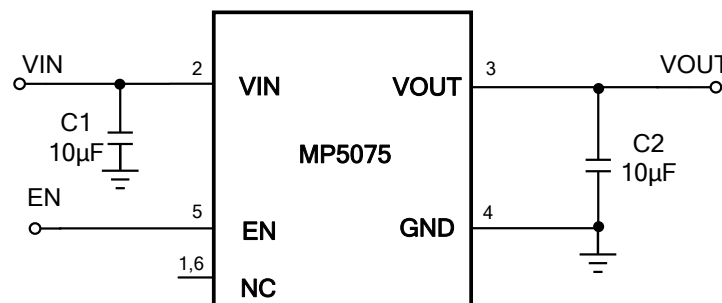 VIN
2
VIN
C1
10µF
EN
5
EN
1,6
NC
MP5075
VOUT
3
VOUT
C2
10µF
GND
4